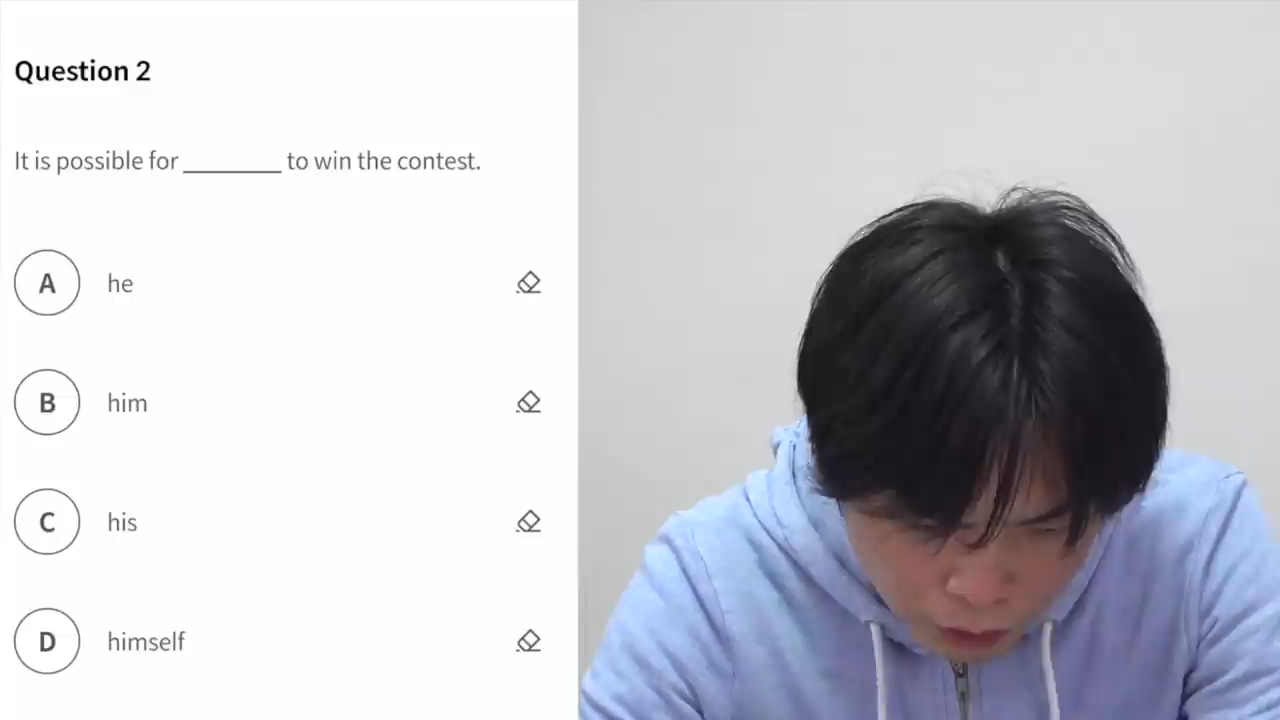 Question 2
It is possible for ________ to win the contest.
A he
B him
C his
D himself